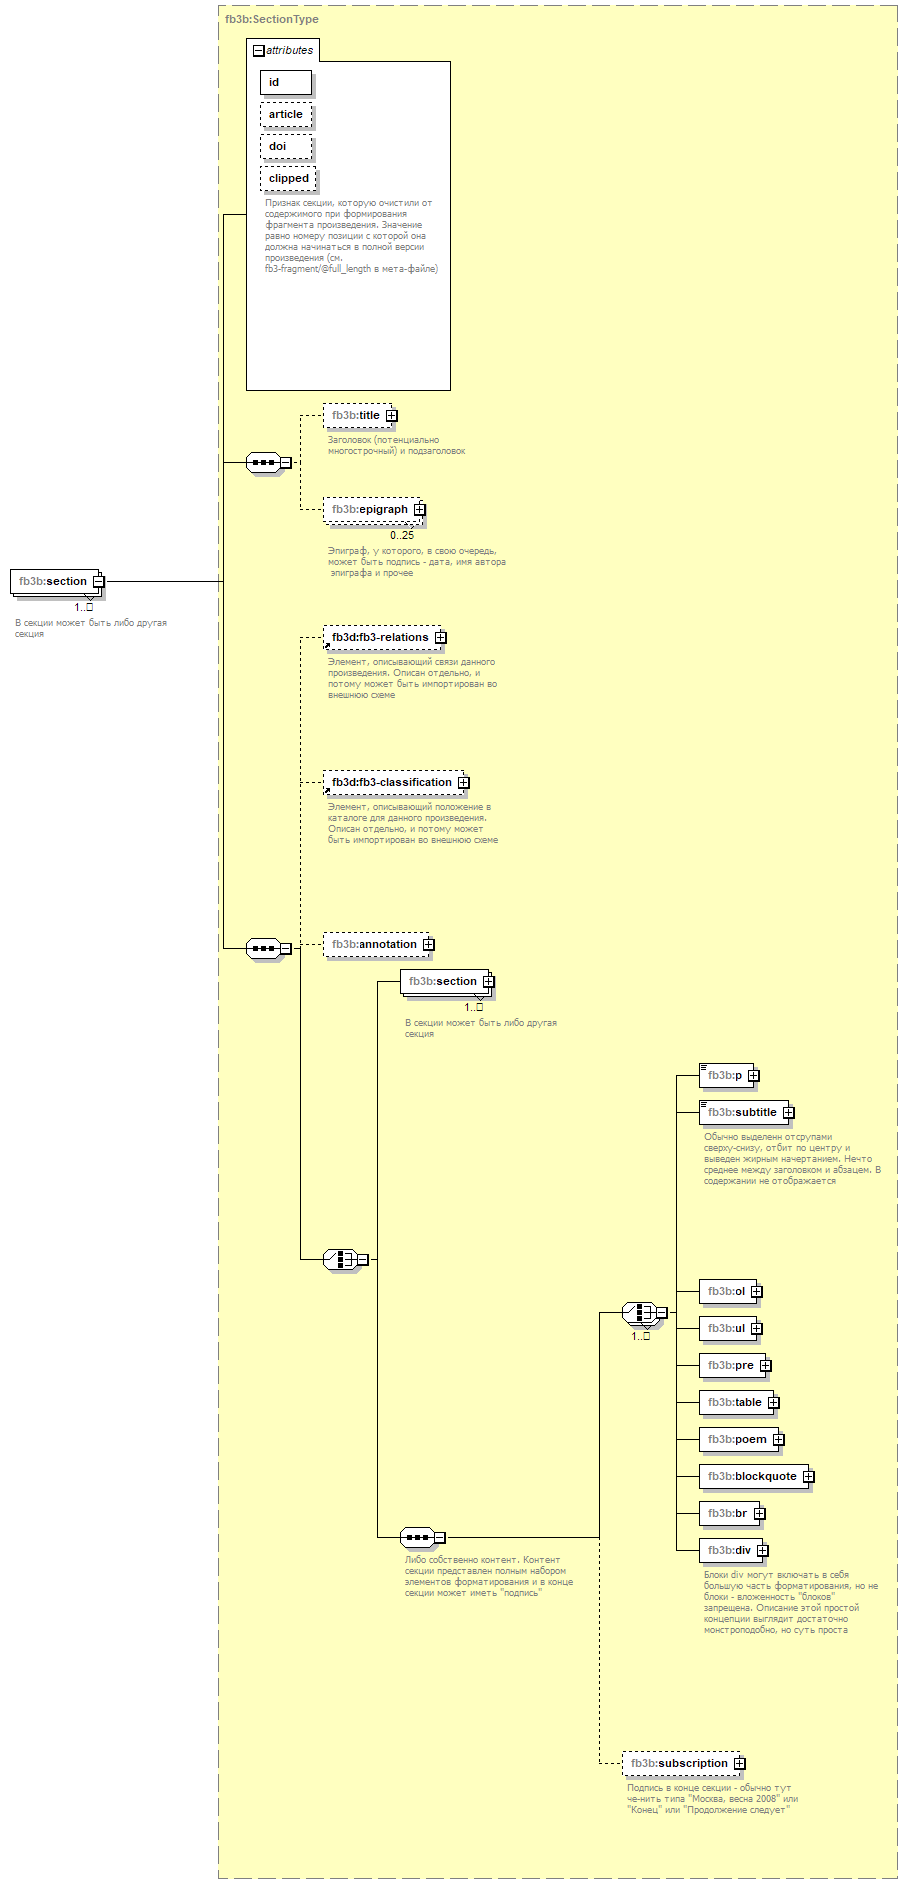 fb3b:SectionType
attributes
id
article
doi
clipped
Признак секции, которую очистили от
содержимого при формирования
фрагмента произведения. Значение
равно номеру позиции с которой она
должна начинаться в полной версии
произведения (см.
fb3-fragment/@full_length в мета-файле)
fb3b:title
Заголовок (потенциально
многострочный) и подзаголовок
fb3b:epigraph
0..25
Эпиграф, у которого, в свою очередь,
может быть подпись - дата, имя автора
эпиграфа и прочее
fb3b:section
1..□
В секции может быть либо другая
секция
fb3d:fb3-relations
Элемент, описывающий связи данного
произведения. Описан отдельно, и
потому может быть импортирован во
внешнюю схеме
fb3d:fb3-classification
Элемент, описывающий положение в
каталоге для данного произведения.
Описан отдельно, и потому может
быть импортирован во внешнюю схеме
fb3b:annotation
fb3b:section
1..□
В секции может быть либо другая
секция
fb3b:p
fb3b:subtitle
Обычно выделенн отсрупами
сверху-снизу, отбит по центру и
выведен жирным начертанием. Нечто
среднее между заголовком и абзацем. В
содержании не отображается
fb3b:ol
1..□
fb3b:ul
fb3b:pre
fb3b:table
fb3b:poem
fb3b:blockquote
fb3b:br
fb3b:div
Блоки div могут включать в себя
большую часть форматирования, но не
блоки - вложенность "блоков"
запрещена. Описание этой простой
концепции выглядит достаточно
монстроподобно, но суть проста
Либо собственно контент. Контент
секции представлен полным набором
элементов форматирования и в конце
секции может иметь "подпись"
fb3b:subscription
Подпись в конце секции - обычно тут
че-нить типа "Москва, весна 2008" или
"Конец" или "Продолжение следует"